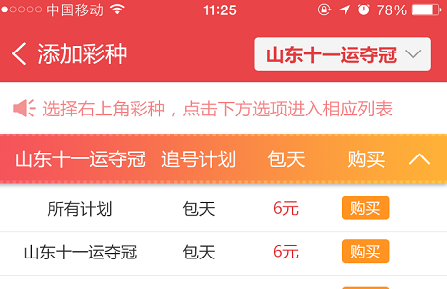 中国移动 11:25 78%
添加彩种 山东十一运夺冠
选择右上角彩种，点击下方选项进入相应列表
山东十一运夺冠 追号计划 包天 购买
所有计划 包天 6元 购买
山东十一运夺冠 包天 6元 购买